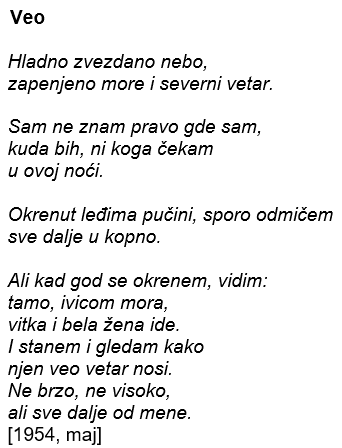 Veo
Hladno zvezdano nebo,
zapenjeno more i severni vetar.
Sam ne znam pravo gde sam,
kuda bih, ni koga čekam
u ovoj noći.
Okrenut leđima pučini, sporo odmičem
sve dalje u kopno.
Ali kad god se okrenem, vidim:
tamo, ivicom mora,
vitka i bela žena ide.
I stanem i gledam kako
njen veo vetar nosi.
Ne brzo, ne visoko,
ali sve dalje od mene.
[1954, maj]